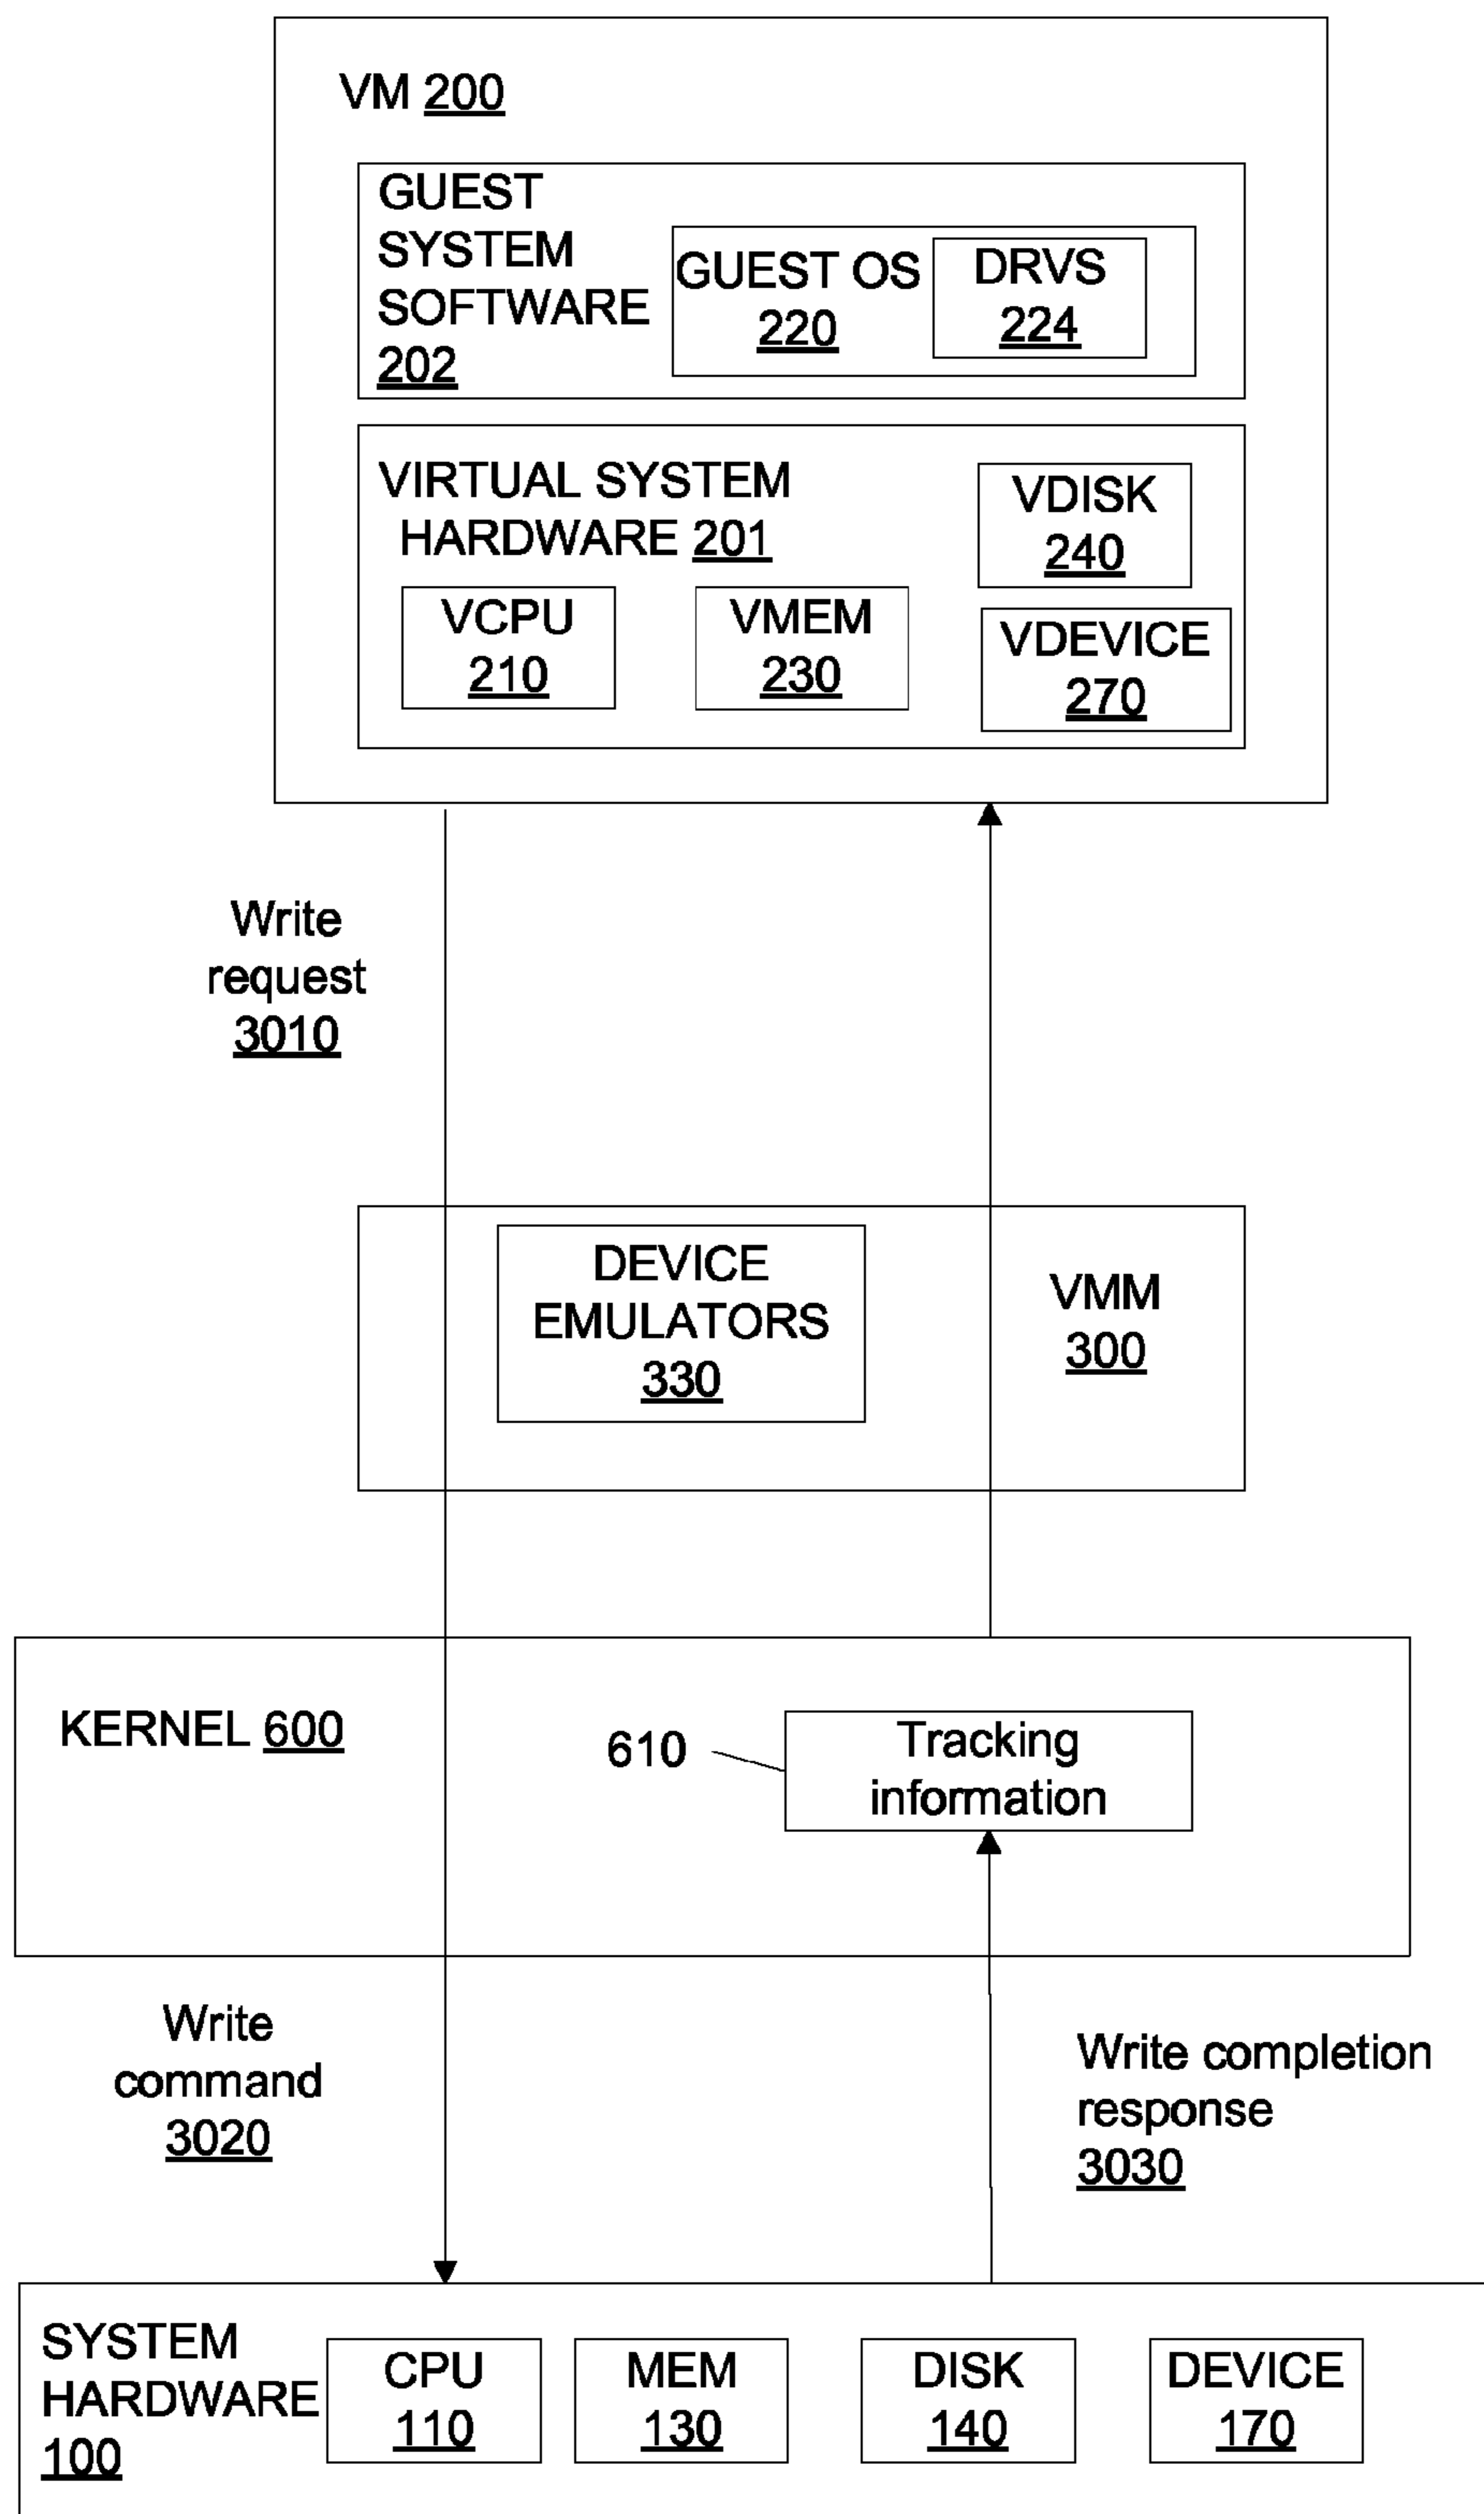 VM 200
GUEST
SYSTEM
SOFTWARE
202
GUEST OS
220
DRVS
224
VIRTUAL SYSTEM
HARDWARE 201
VDISK
240
VCPU
210
VMEM
230
VDEVICE
270
Write
request
3010
DEVICE
EMULATORS
330
VMM
300
KERNEL 600
610
Tracking
information
Write
command
3020
Write completion
response
3030
SYSTEM
HARDWARE
100
CPU
110
MEM
130
DISK
140
DEVICE
170